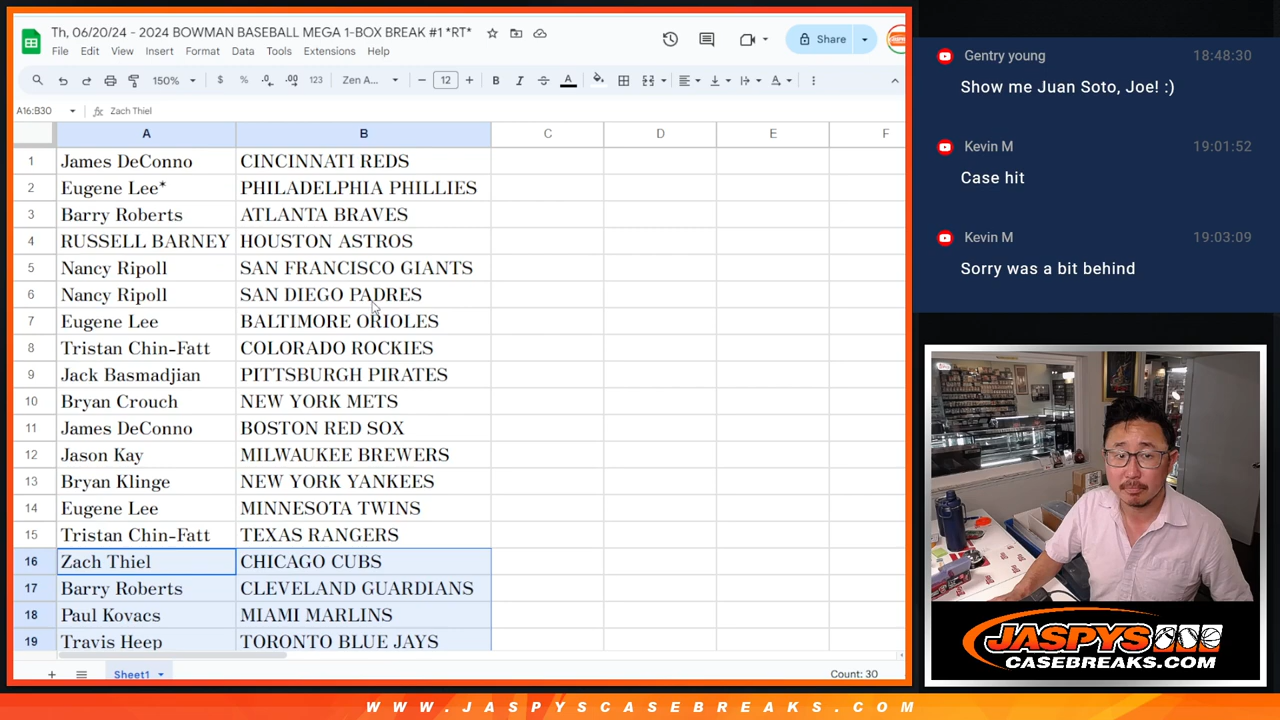 Th, 06/20/24 - 2024 BOWMAN BASEBALL MEGA 1-BOX BREAK #1 *RT*
File Edit View Insert Format Data Tools Extensions Help
Share
150% $ % .0 .00 123 Zen A... 12 B I A
A16:B30 fx Zach Thiel
A B C D E F
1 James DeConno CINCINNATI REDS
2 Eugene Lee* PHILADELPHIA PHILLIES
3 Barry Roberts ATLANTA BRAVES
4 RUSSELL BARNEY HOUSTON ASTROS
5 Nancy Ripoll SAN FRANCISCO GIANTS
6 Nancy Ripoll SAN DIEGO PADRES
7 Eugene Lee BALTIMORE ORIOLES
8 Tristan Chin-Fatt COLORADO ROCKIES
9 Jack Basmadjian PITTSBURGH PIRATES
10 Bryan Crouch NEW YORK METS
11 James DeConno BOSTON RED SOX
12 Jason Kay MILWAUKEE BREWERS
13 Bryan Klinge NEW YORK YANKEES
14 Eugene Lee MINNESOTA TWINS
15 Tristan Chin-Fatt TEXAS RANGERS
16 Zach Thiel CHICAGO CUBS
17 Barry Roberts CLEVELAND GUARDIANS
18 Paul Kovacs MIAMI MARLINS
19 Travis Heep TORONTO BLUE JAYS
Sheet1
Count: 30
Gentry young 18:48:30
Show me Juan Soto, Joe! :)
Kevin M 19:01:52
Case hit
Kevin M 19:03:09
Sorry was a bit behind
JASPYS
CASEBREAKS.COM
WWW.JASPYSCASEBREAKS.COM